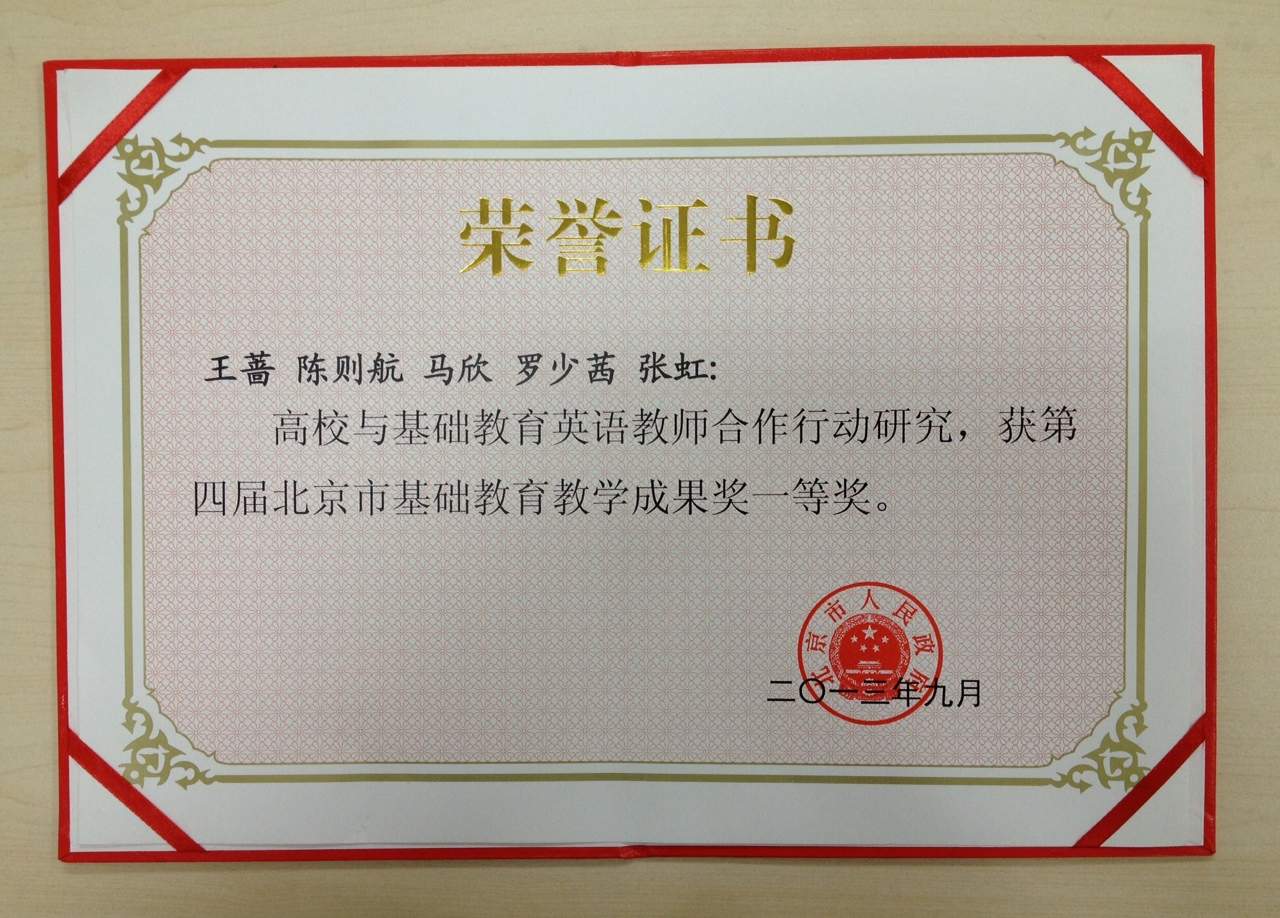 荣誉证书
王蔷 陈则航 马欣 罗少茜 张虹:
高校与基础教育英语教师合作行动研究，获第
四届北京市基础教育教学成果奖一等奖。
北京市人民政府
二〇一三年九月